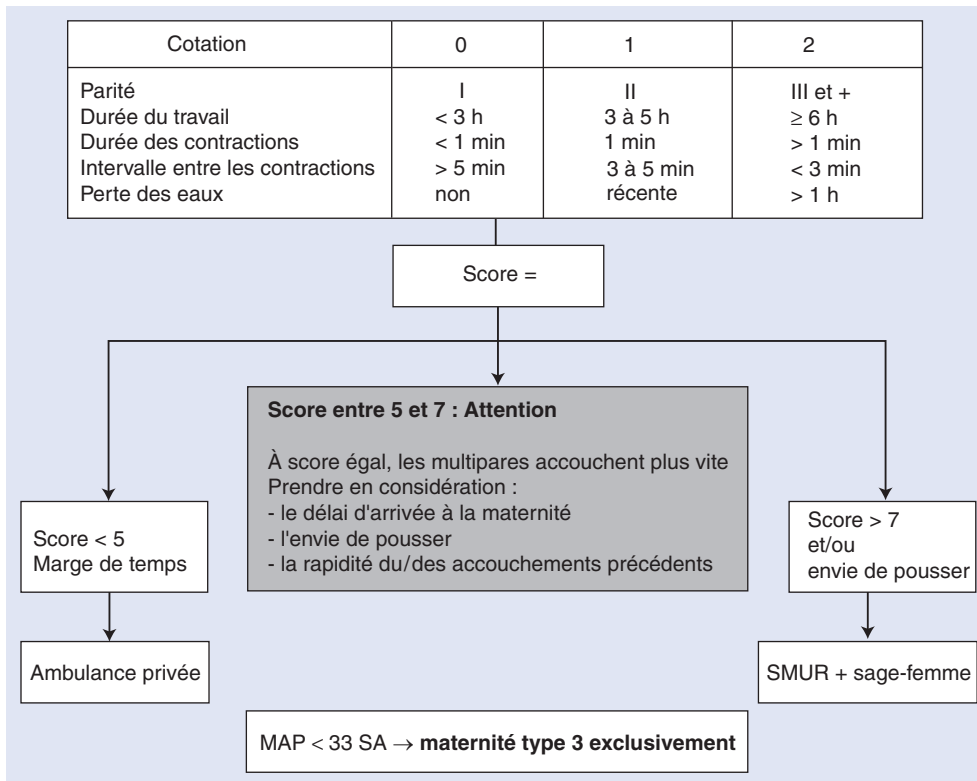 Cotation 0 1 2
Parité I II III et +
Durée du travail < 3 h 3 à 5 h ≥ 6 h
Durée des contractions < 1 min 1 min > 1 min
Intervalle entre les contractions > 5 min 3 à 5 min < 3 min
Perte des eaux non récente > 1 h
Score =
Score entre 5 et 7 : Attention
À score égal, les multipares accouchent plus vite
Prendre en considération :
- le délai d'arrivée à la maternité
- l'envie de pousser
- la rapidité du/des accouchements précédents
Score < 5
Marge de temps
Score > 7
et/ou
envie de pousser
Ambulance privée
SMUR + sage-femme
MAP < 33 SA → maternité type 3 exclusivement